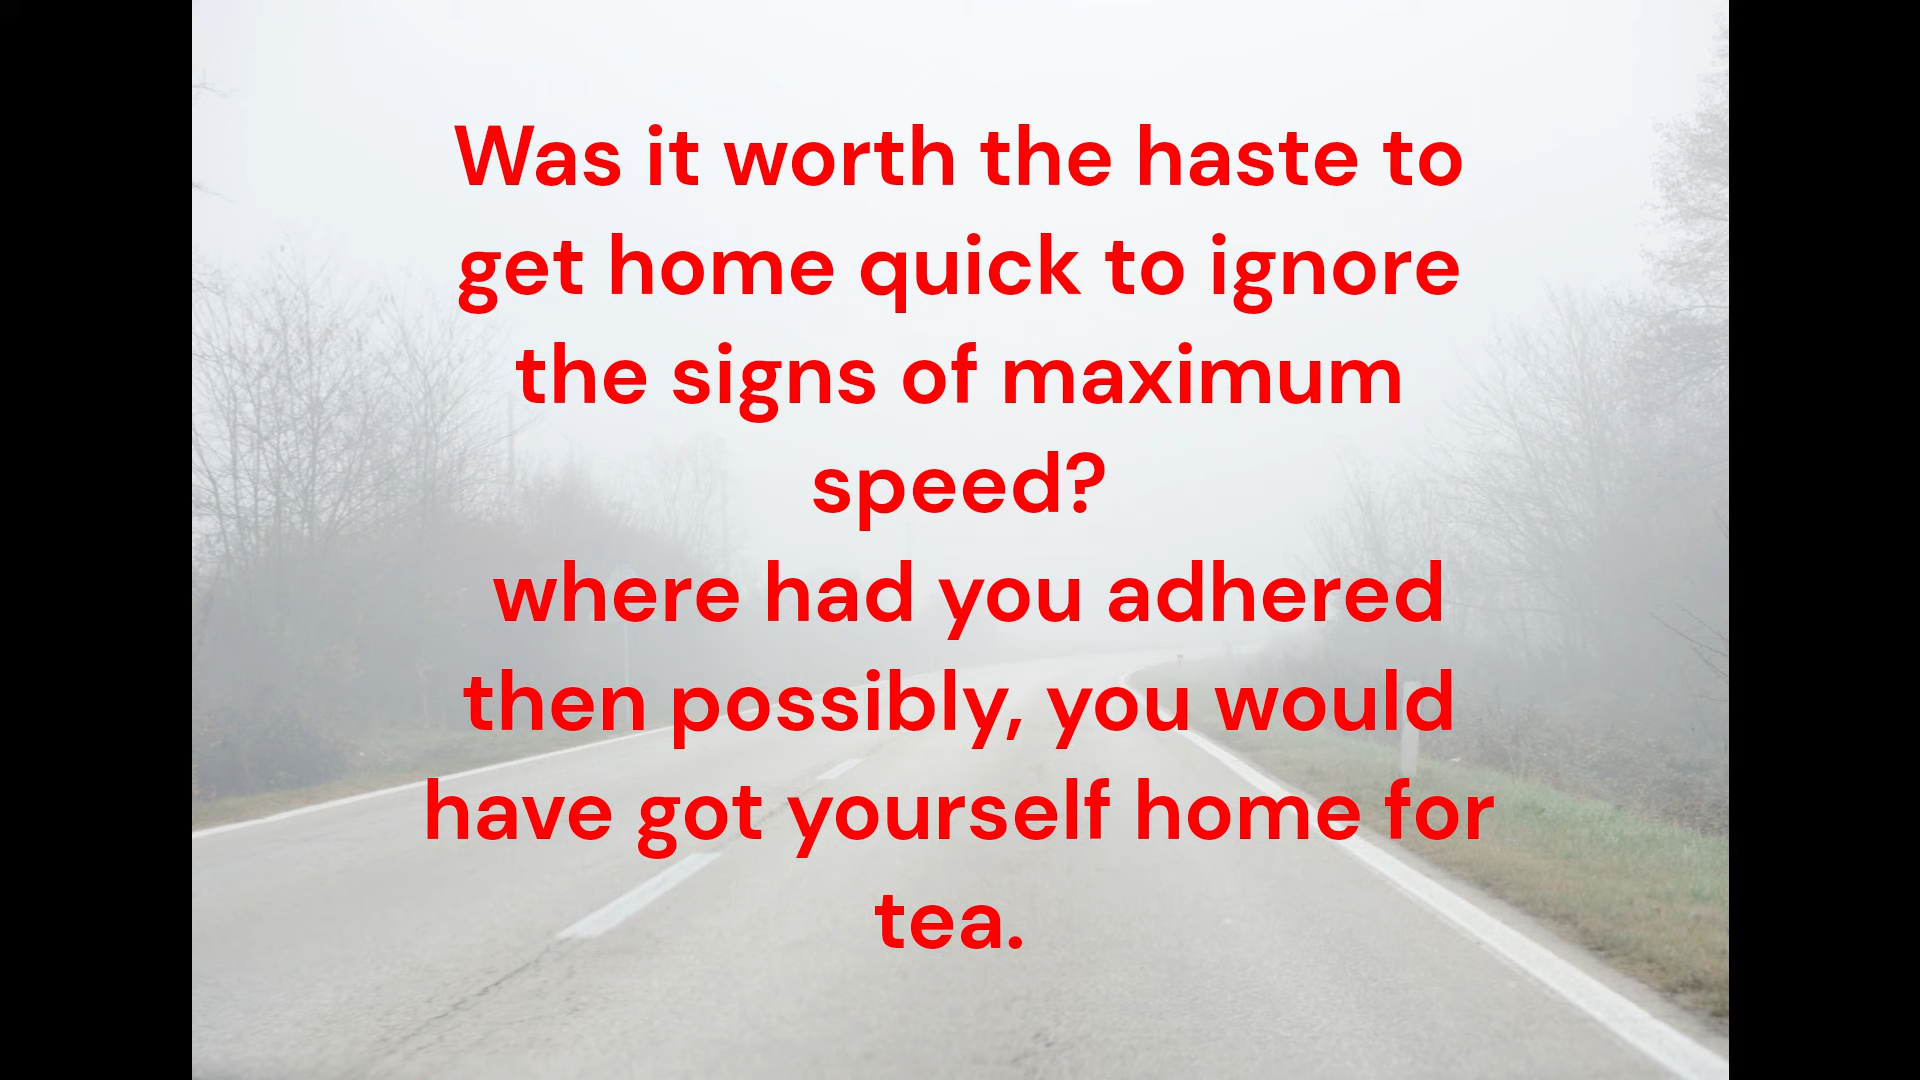 Was it worth the haste to
get home quick to ignore
the signs of maximum
speed?
where had you adhered
then possibly, you would
have got yourself home for
tea.